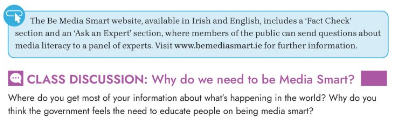 The Be Media Smart website, available in Irish and English, includes a 'Fact Check'
section and an 'Ask an Expert' section, where members of the public can send questions about
media literacy to a panel of experts. Visit www.bemediasmart.ie for further information.
CLASS DISCUSSION: Why do we need to be Media Smart?
Where do you get most of your information about what's happening in the world? Why do you
think the government feels the need to educate people on being media smart?